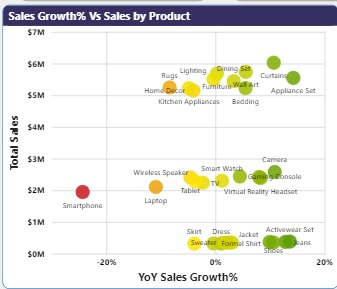 Sales Growth% Vs Sales by Product
$7M
$6M
$5M
$4M
$3M
$2M
$1M
$0M
Total Sales
Lighting Dining Set
Rugs Curtains
Home Decor Furniture Wall Art Appliance Set
Kitchen Appliances Bedding
Camera
Wireless Speaker Smart Watch Gaming Console
Tablet TV Virtual Reality Headset
Laptop
Smartphone
Skirt Dress Jacket Activewear Set
Sweater Formal Shirt Jeans
Shoes
-20% 0% 20%
YoY Sales Growth%